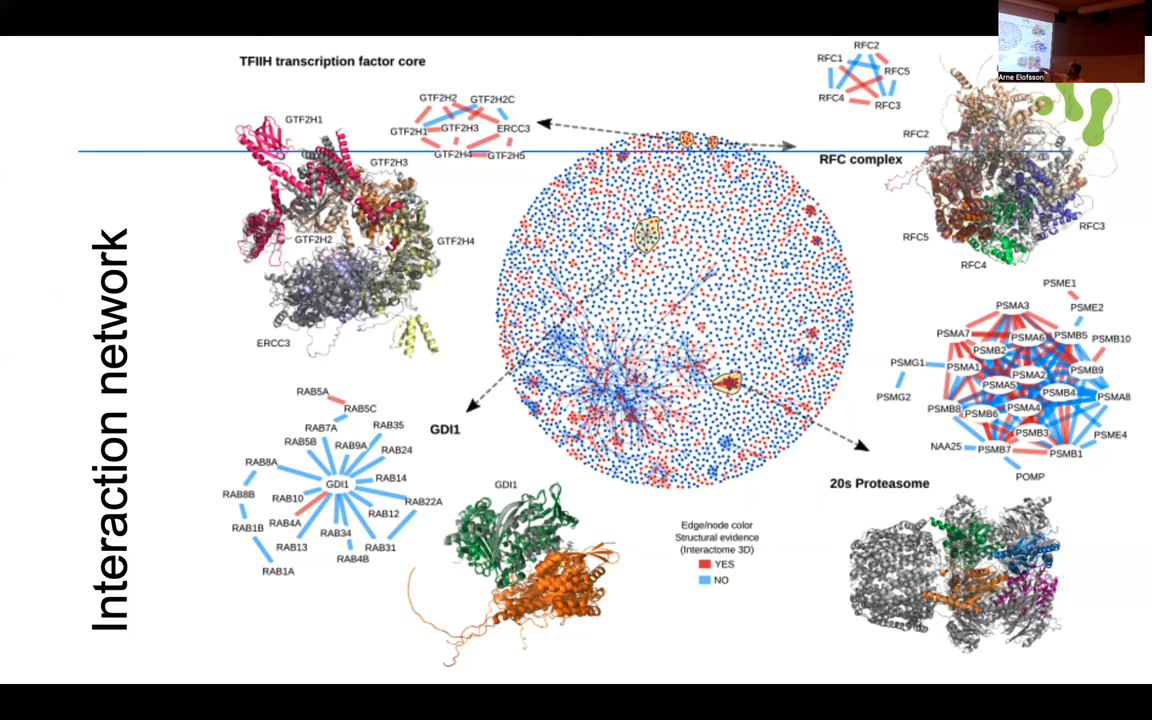 Interaction network
TFIIH transcription factor core
GTF2H1
GTF2H3
GTF2H2
GTF2H4
ERCC3
GTF2H2 GTF2H2C
GTF2H1 GTF2H3 ERCC3
GTF2H4 GTF2H5
RFC2
RFC1
RFC5
RFC4
RFC3
Arne Elofsson
RFC2
RFC complex
RFC3
RFC5
RFC4
PSME1
PSMA3 PSME2
PSMA7 PSMA6 PSMB5 PSMB10
PSMB2
PSMG1 PSMA1 PSMA2 PSMB9
PSMA5 PSMB4
PSMG2 PSMA8
PSMB8 PSMB6 PSMA4
PSMB3 PSME4
NAA25 PSMB7 PSMB1
POMP
20s Proteasome
RAB5A
RAB5C
RAB7A RAB35
RAB5B RAB9A RAB24
RAB8A
GDI1 RAB14
RAB8B RAB10 RAB22A
RAB4A RAB12
RAB1B RAB34
RAB13 RAB31
RAB4B
RAB1A
GDI1
GDI1
Edge/node color
Structural evidence
(Interactome 3D)
YES
NO